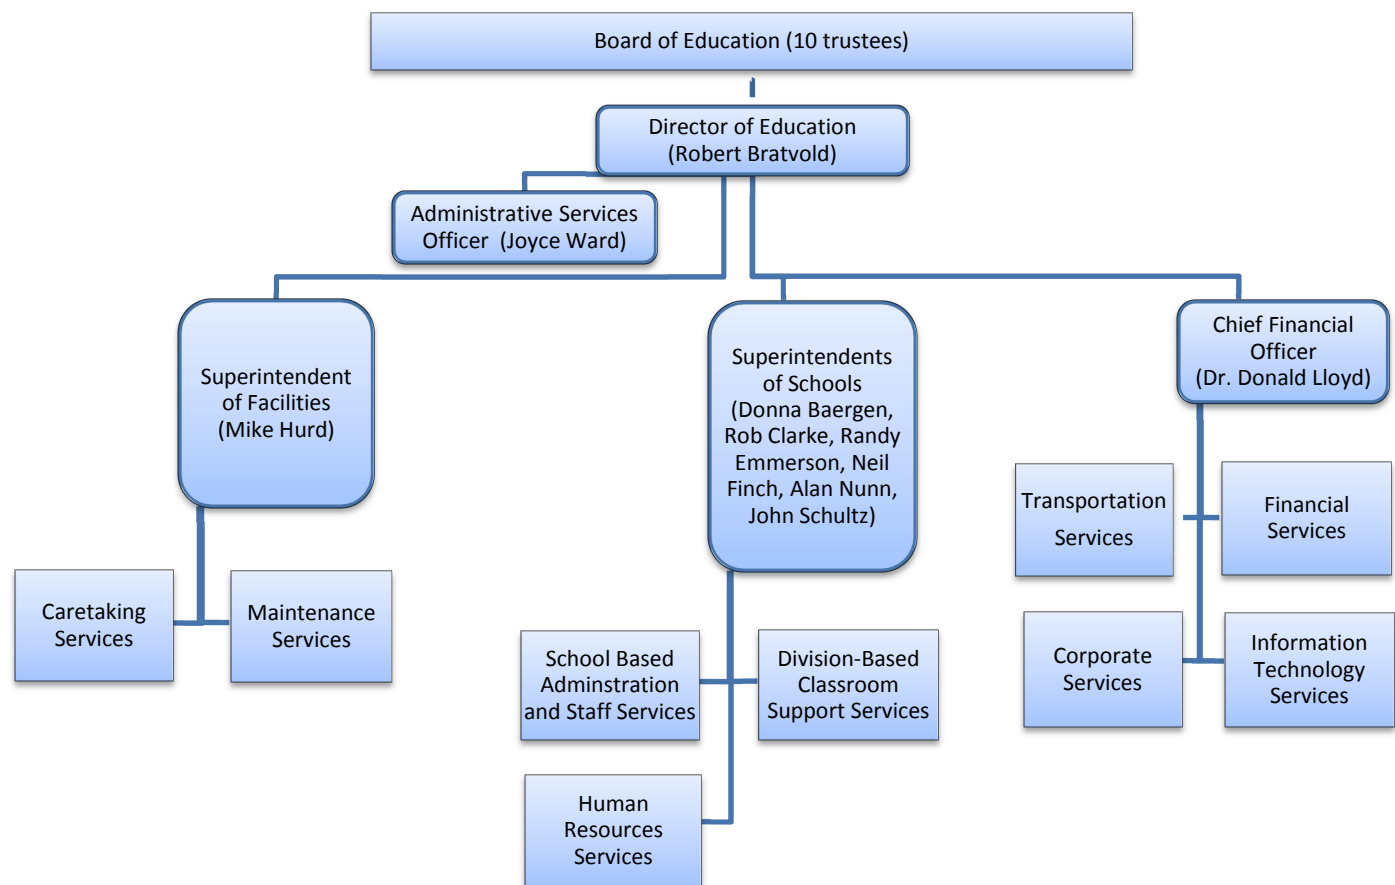 Board of Education (10 trustees)
Director of Education
(Robert Bratvold)
Administrative Services
Officer  (Joyce Ward)
Superintendent
of Facilities
(Mike Hurd)
Superintendents
of Schools
(Donna Baergen,
Rob Clarke, Randy
Emmerson, Neil
Finch, Alan Nunn,
John Schultz)
Chief Financial
Officer
(Dr. Donald Lloyd)
Caretaking
Services
Maintenance
Services
School Based
Adminstration
and Staff Services
Division-Based
Classroom
Support Services
Human
Resources
Services
Transportation
Services
Financial
Services
Corporate
Services
Information
Technology
Services